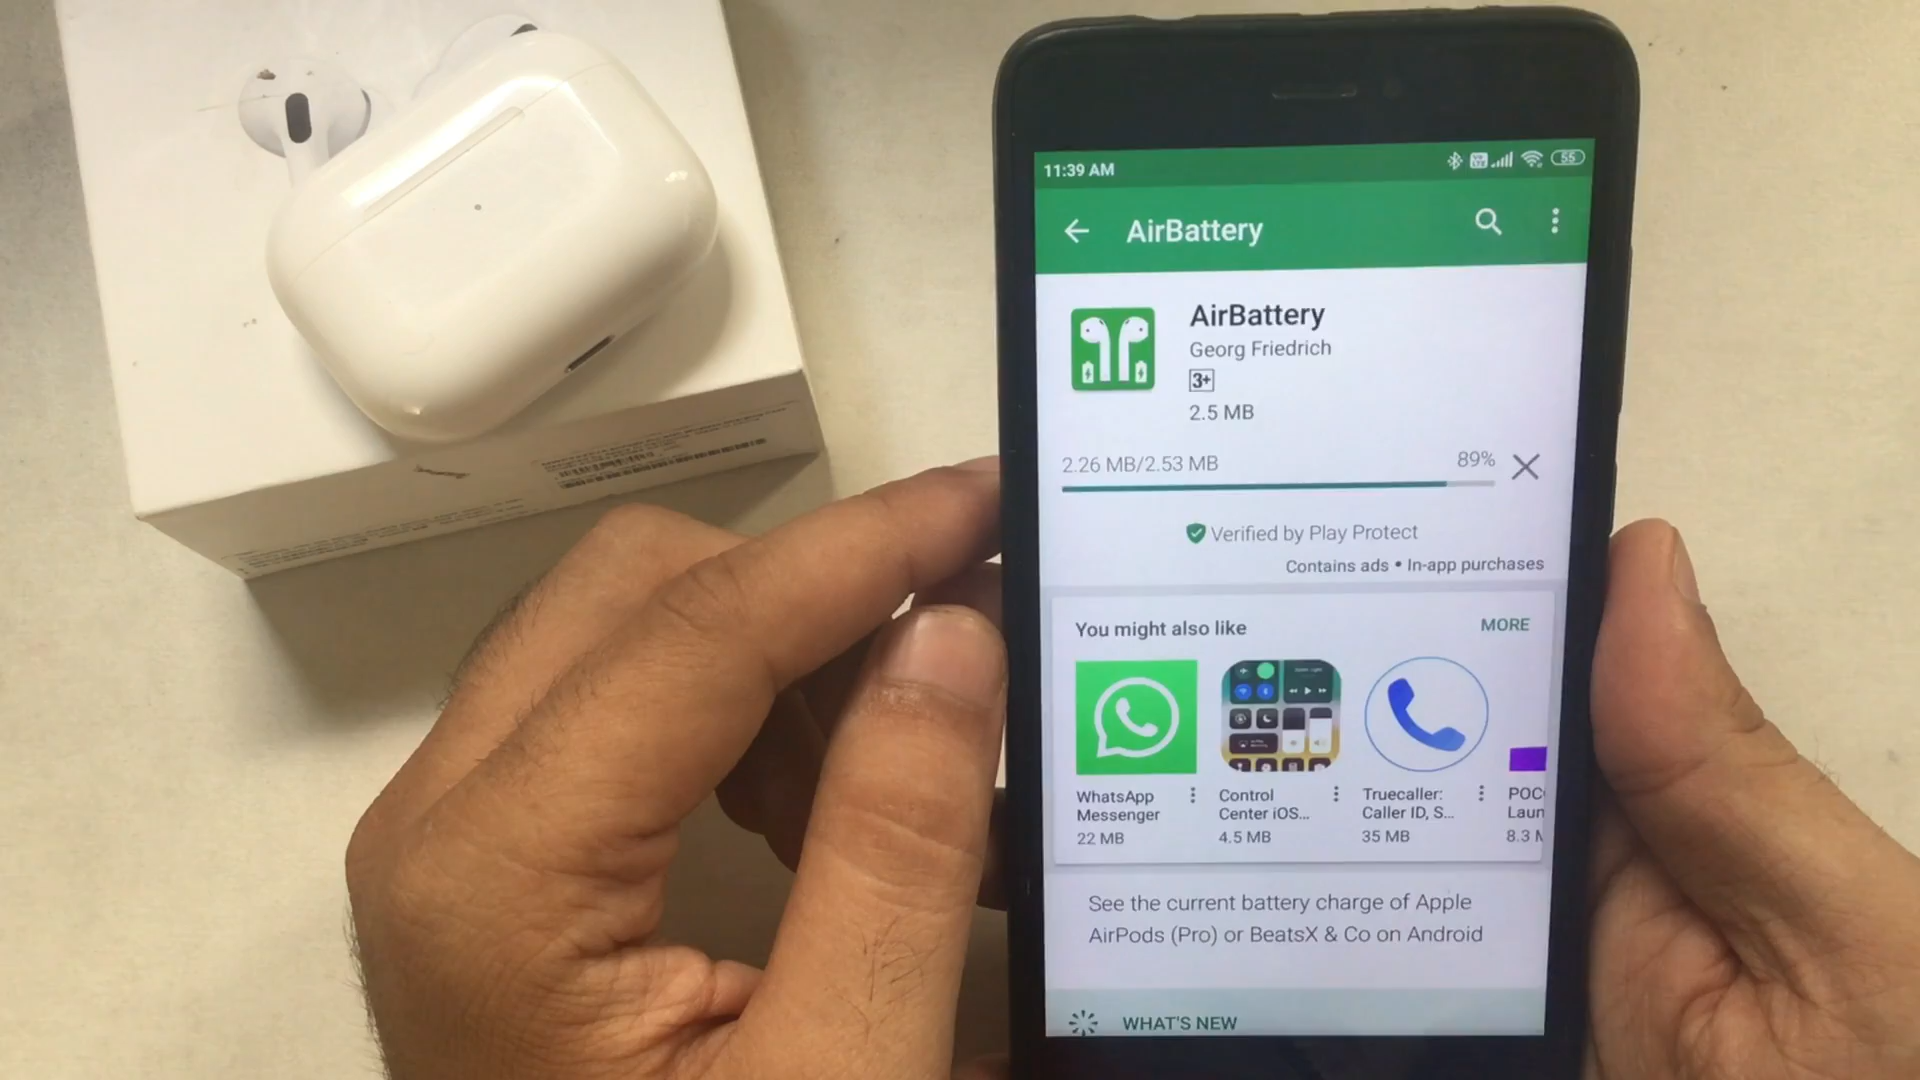 11:39 AM
55
AirBattery
AirBattery
Georg Friedrich
3+
2.5 MB
2.26 MB/2.53 MB
89%
Verified by Play Protect
Contains ads • In-app purchases
You might also like
MORE
WhatsApp
Messenger
22 MB
Control
Center iOS...
4.5 MB
Truecaller:
Caller ID, S...
35 MB
POC
Laun
8.3 M
See the current battery charge of Apple
AirPods (Pro) or BeatsX & Co on Android
WHAT'S NEW